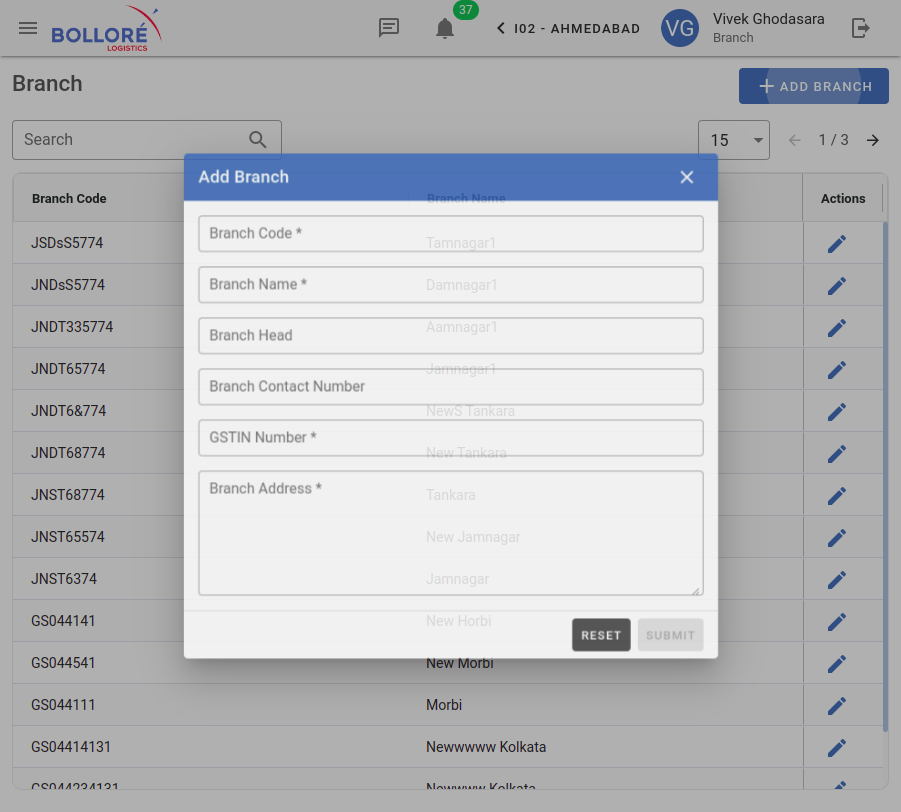 37
BOLLORÉ
LOGISTICS
I02 - AHMEDABAD
VG
Vivek Ghodasara
Branch
Branch
ADD BRANCH
Search
15
1 / 3
Add Branch
Branch Code
Branch Name
Actions
Branch Code *
JSDsS5774
Tamnagar1
Branch Name *
JNDsS5774
Damnagar1
Branch Head
JNDT335774
Aamnagar1
JNDT65774
Jamnagar1
Branch Contact Number
JNDT6&774
NewS Tankara
GSTIN Number *
JNDT68774
New Tankara
Branch Address *
JNST68774
Tankara
JNST65574
New Jamnagar
JNST6374
Jamnagar
GS044141
New Horbi
RESET
SUBMIT
GS044541
New Morbi
GS044111
Morbi
GS04414131
Newwwww Kolkata
GS044234131
Newwwww Kolkata